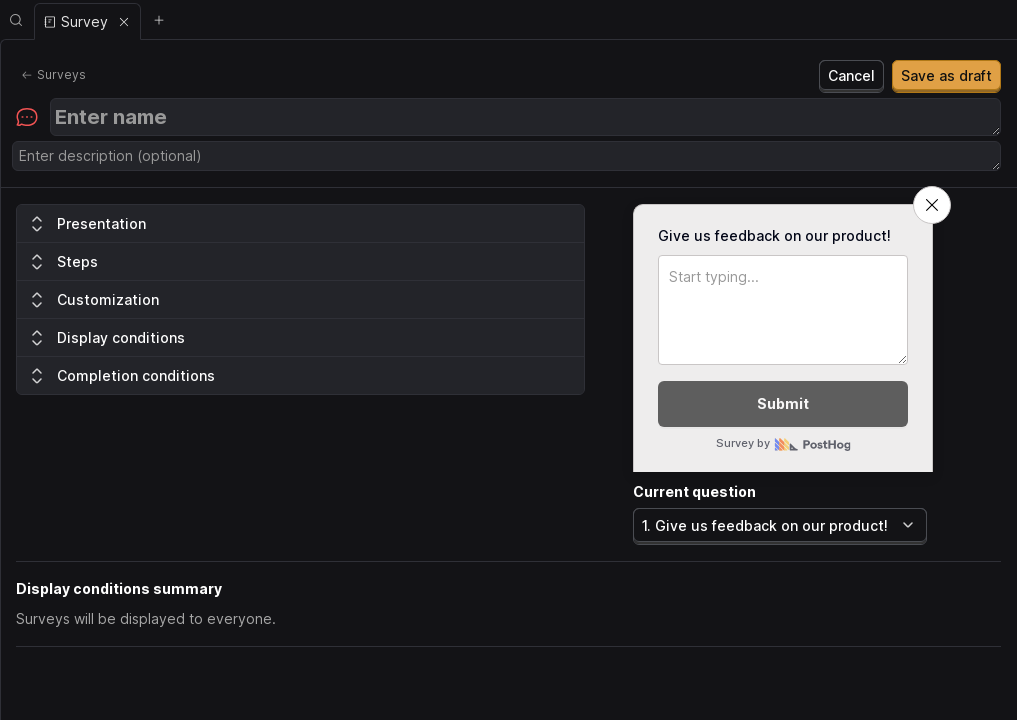 Survey
Surveys
Cancel
Save as draft
Enter name
Enter description (optional)
Presentation
Steps
Customization
Display conditions
Completion conditions
Give us feedback on our product!
Start typing...
Submit
Survey by PostHog
Current question
1. Give us feedback on our product!
Display conditions summary
Surveys will be displayed to everyone.